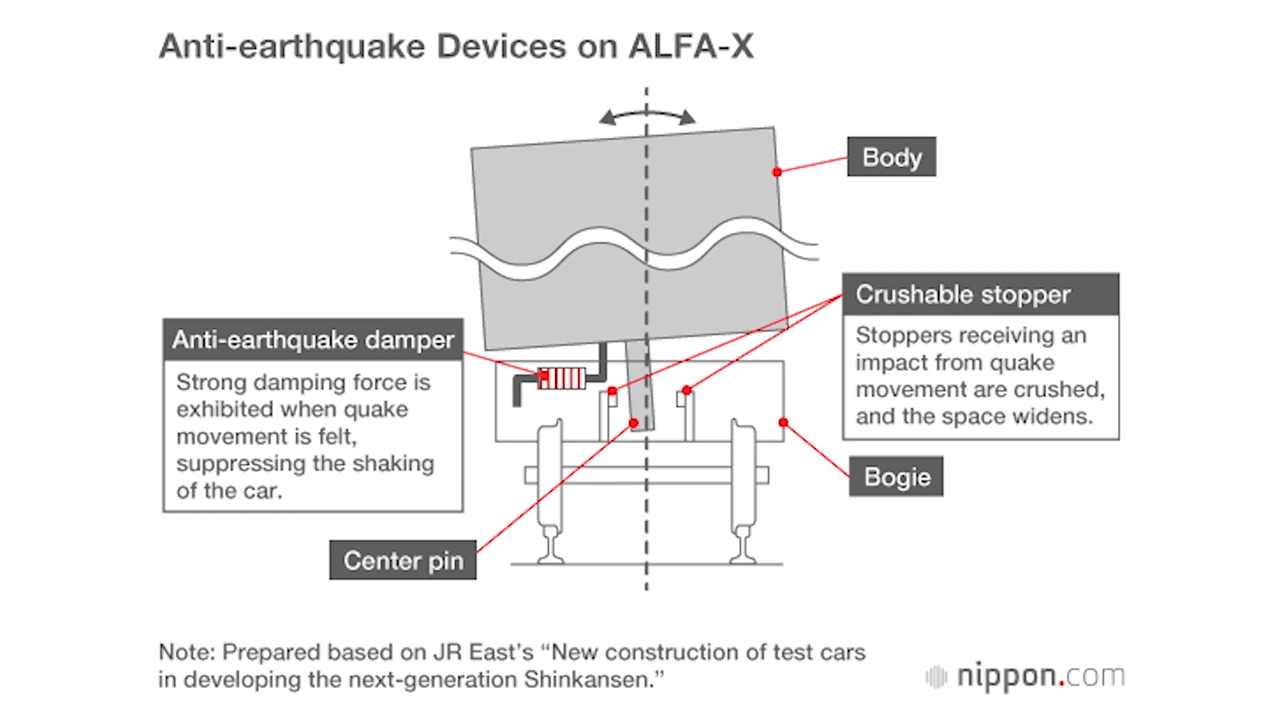 Anti-earthquake Devices on ALFA-X
Body
Crushable stopper
Stoppers receiving an
impact from quake
movement are crushed,
and the space widens.
Anti-earthquake damper
Strong damping force is
exhibited when quake
movement is felt,
suppressing the shaking
of the car.
Bogie
Center pin
Note: Prepared based on JR East’s “New construction of test cars
in developing the next-generation Shinkansen.”
nippon.com